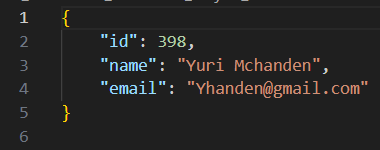 1 {
2 "id": 398,
3 "name": "Yuri Mchanden",
4 "email": "Yhanden@gmail.com"
5 }
6